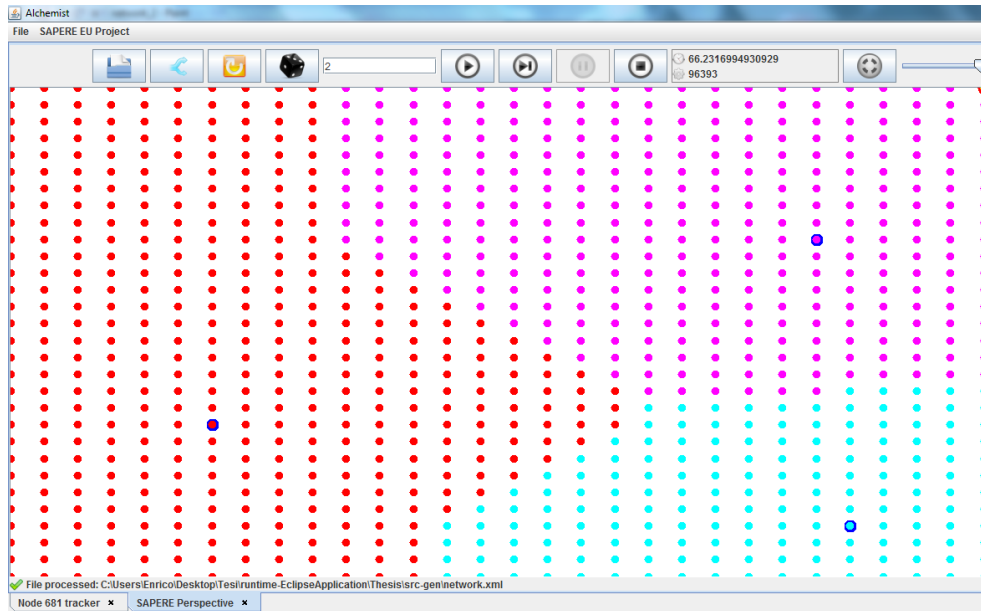 Alchemist
File SAPERE EU Project
2
66.2316994930929
96393
File processed: C:\Users\Enrico\Desktop\Tesi\runtime-EclipseApplication\Thesis\src-gen\network.xml
Node 681 tracker × SAPERE Perspective ×